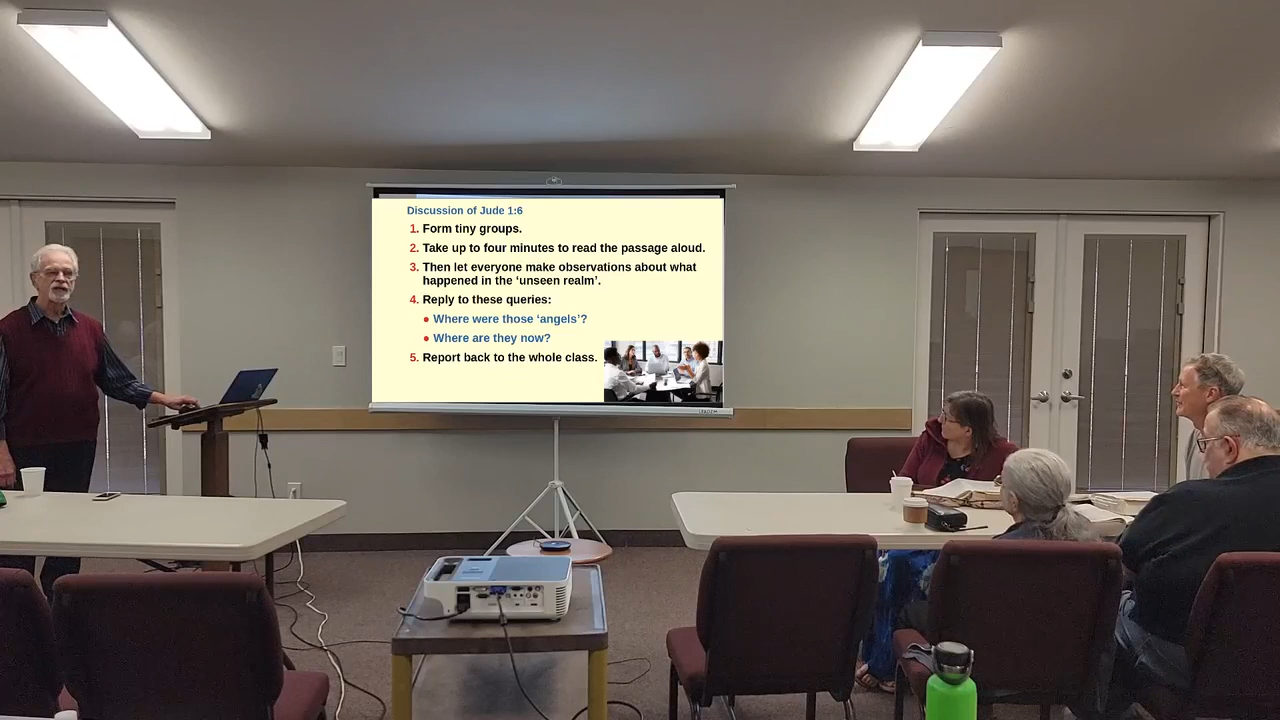 Discussion of Jude 1:6
1. Form tiny groups.
2. Take up to four minutes to read the passage aloud.
3. Then let everyone make observations about what
happened in the ‘unseen realm’.
4. Reply to these queries:
● Where were those ‘angels’?
● Where are they now?
5. Report back to the whole class.